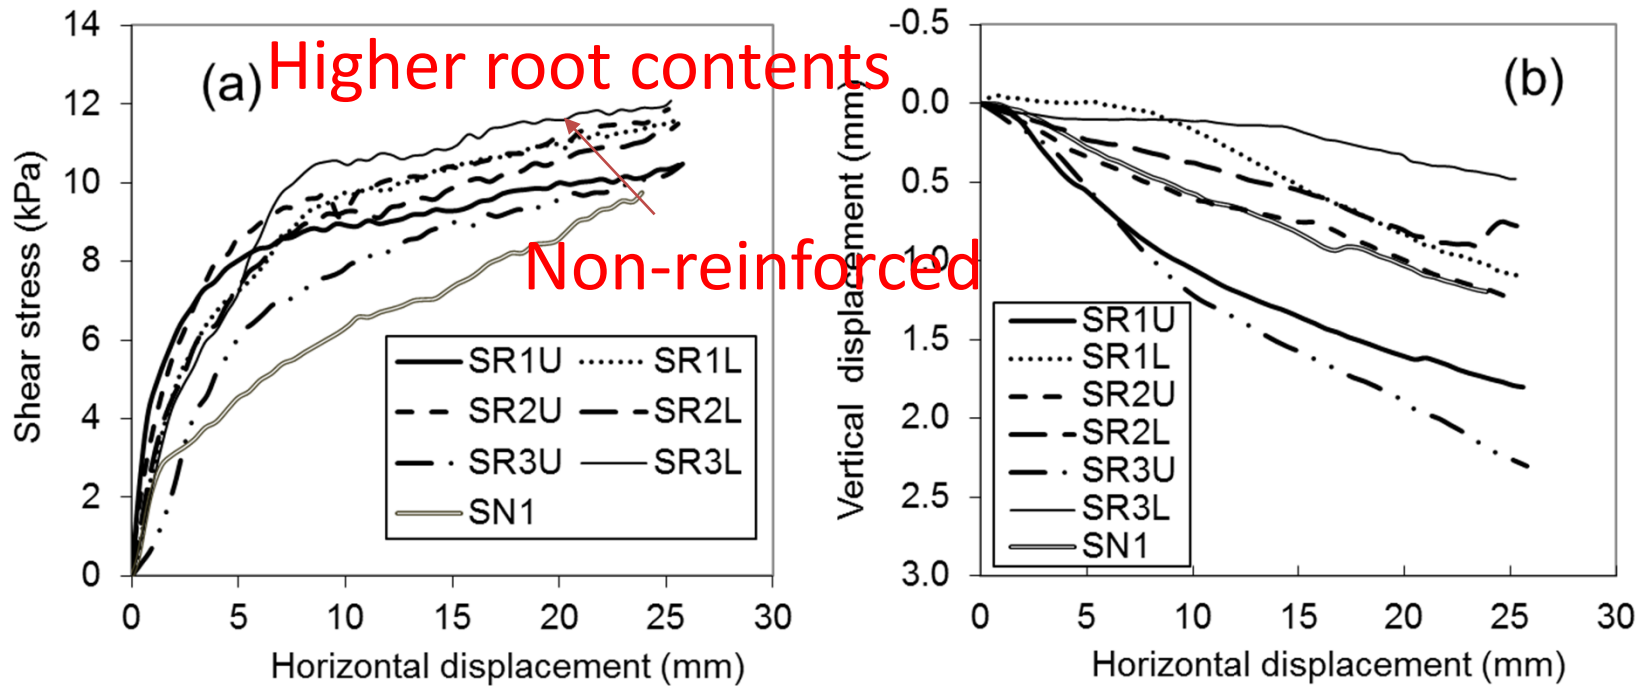 14
12
10
8
6
4
2
0
Shear stress (kPa)
(a)
Higher root contents
Non-reinforced
SR1U SR1L
SR2U SR2L
SR3U SR3L
SN1
0 5 10 15 20 25 30
Horizontal displacement (mm)
-0.5
0.0
0.5
1.0
1.5
2.0
2.5
3.0
Vertical displacement (mm)
(b)
SR1U
SR1L
SR2U
SR2L
SR3U
SR3L
SN1
0 5 10 15 20 25 30
Horizontal displacement (mm)